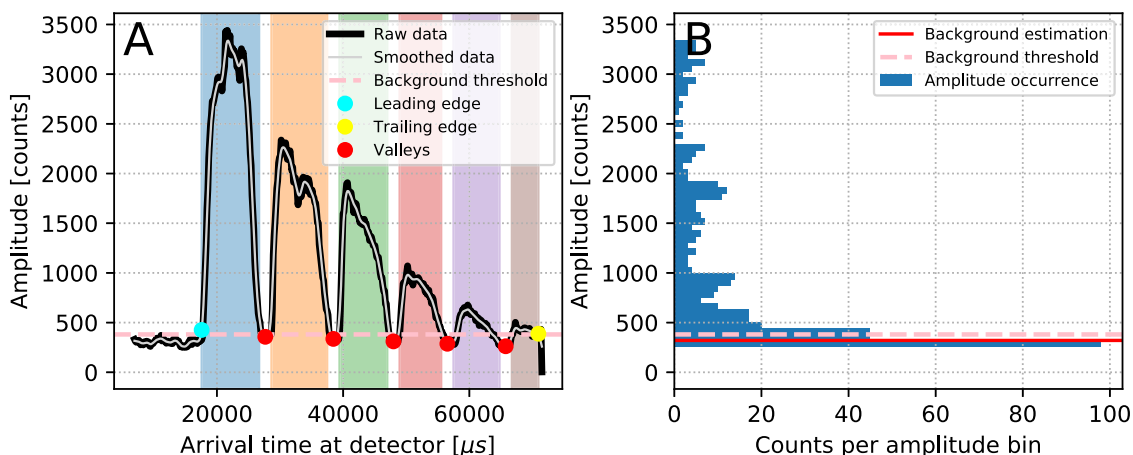 A
Amplitude [counts]
3500
3000
2500
2000
1500
1000
500
0
20000
40000
60000
Arrival time at detector [µs]
Raw data
Smoothed data
Background threshold
Leading edge
Trailing edge
Valleys
B
Amplitude [counts]
3500
3000
2500
2000
1500
1000
500
0
0
20
40
60
80
100
Counts per amplitude bin
Background estimation
Background threshold
Amplitude occurrence